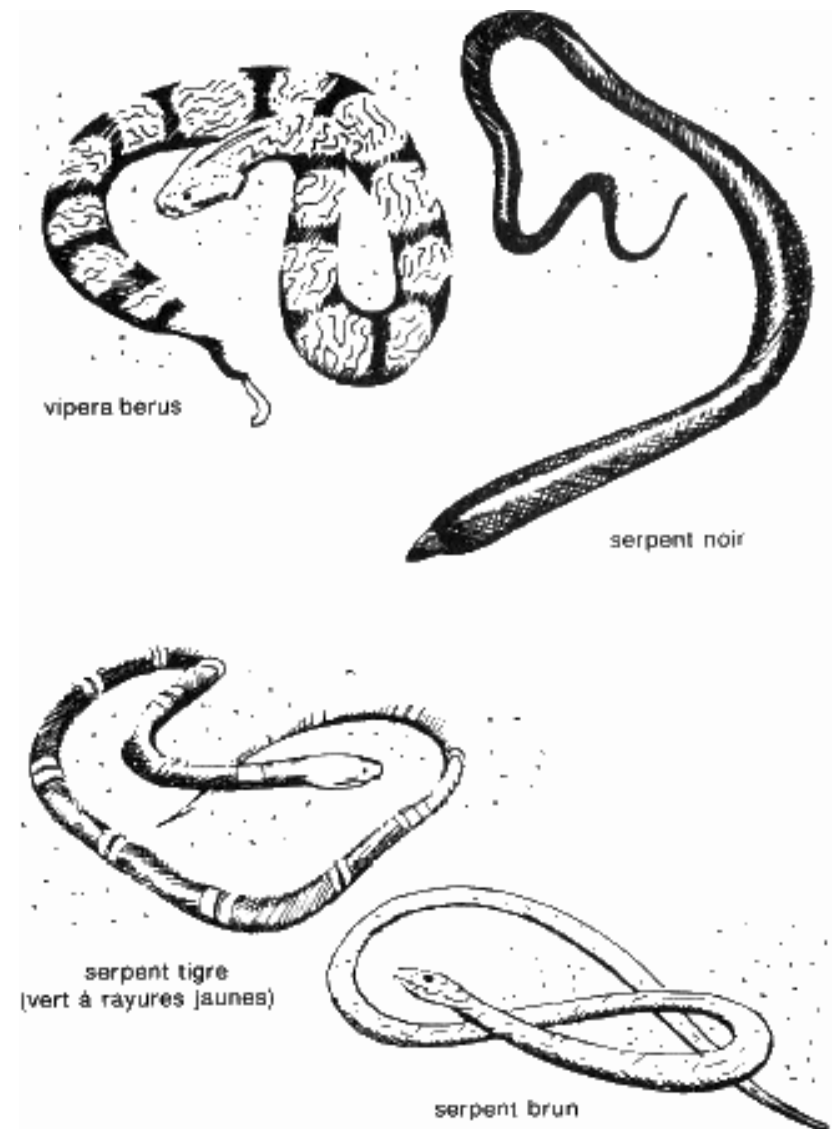 vipera berus
serpent noir
serpent tigre
(vert à rayures jaunes)
serpent brun